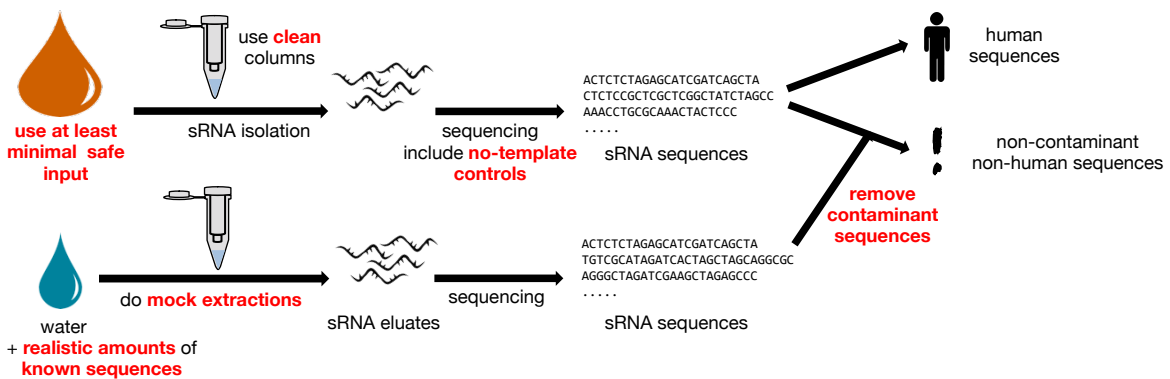 use clean
columns
human
sequences
ACTCTCTAGAGCATCGATCAGCTA
CTCTCCGCTCGCTCGGCTATCTAGCC
AAACCTGCGCAAACTACTCCC
.....
use at least
minimal safe
input
sRNA isolation
sequencing
include no-template
controls
sRNA sequences
non-contaminant
non-human sequences
remove
contaminant
sequences
ACTCTCTAGAGCATCGATCAGCTA
TGTCGCATAGATCACTAGCTAGCAGGCGC
AGGGCTAGATCGAAGCTAGAGCCC
.....
do mock extractions
sequencing
sRNA eluates
sRNA sequences
water
+ realistic amounts of
known sequences